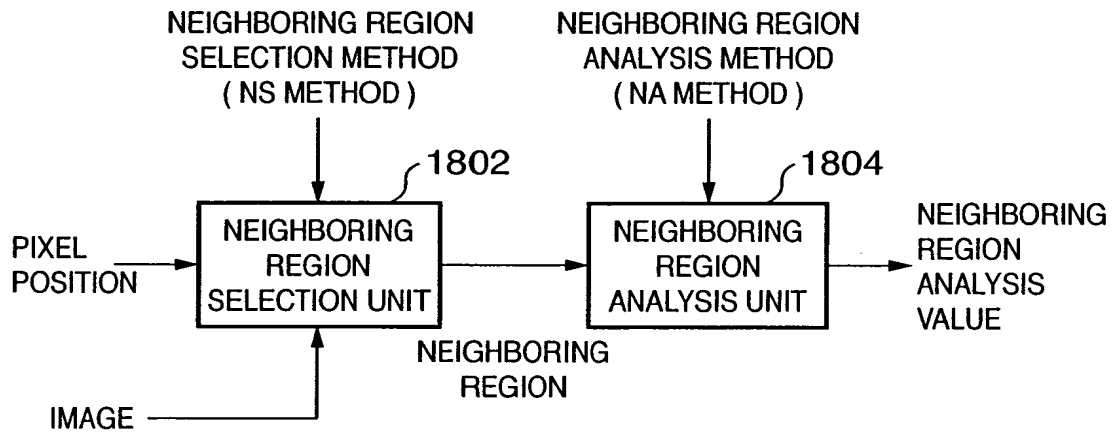 NEIGHBORING REGION
SELECTION METHOD
( NS METHOD )
NEIGHBORING REGION
ANALYSIS METHOD
( NA METHOD )
1802
1804
PIXEL
POSITION
NEIGHBORING
REGION
SELECTION UNIT
NEIGHBORING
REGION
ANALYSIS UNIT
NEIGHBORING
REGION
ANALYSIS
VALUE
NEIGHBORING
REGION
IMAGE